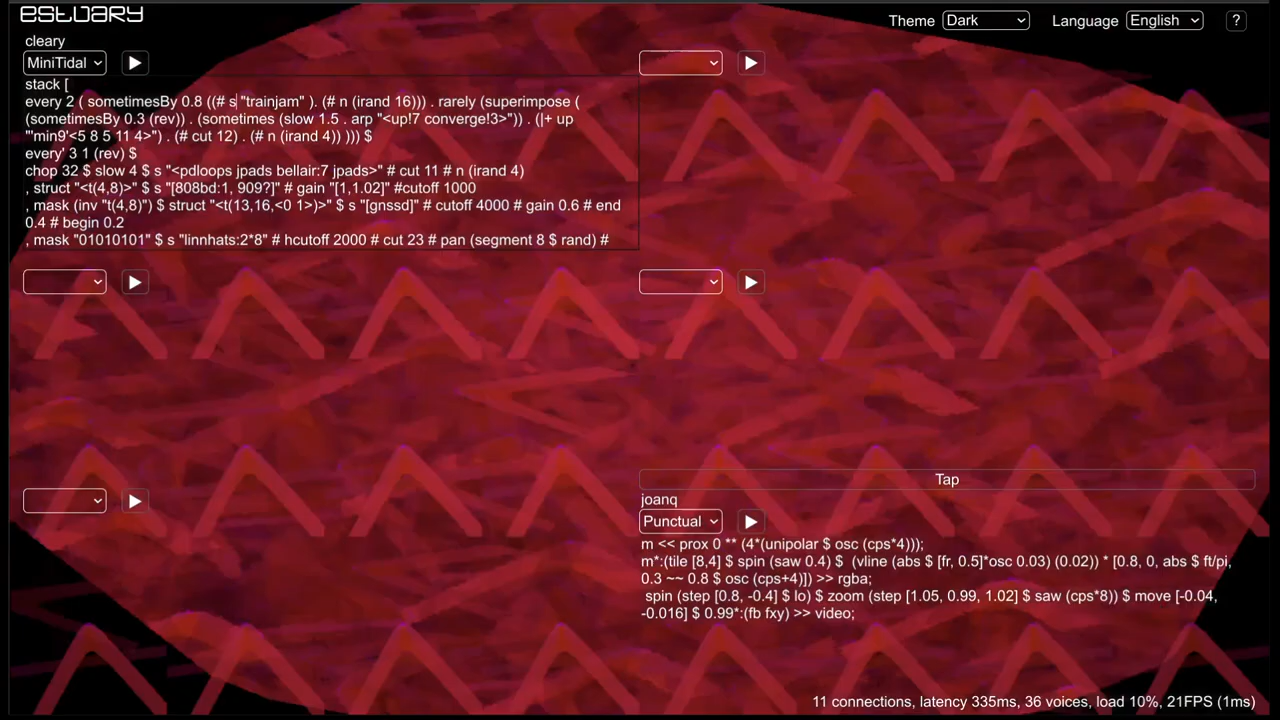 estuary
Theme Dark Language English ?
cleary
MiniTidal
stack [
every 2 ( sometimesBy 0.8 ((# s "trainjam" ). (# n (irand 16))) . rarely (superimpose (
(sometimesBy 0.3 (rev)) . (sometimes (slow 1.5 . arp "<up!7 converge!3>")) . (|+ up
"'min9'<5 8 5 11 4>") . (# cut 12) . (# n (irand 4)) ))) $
every' 3 1 (rev) $
chop 32 $ slow 4 $ s "<pdloops jpads bellair:7 jpads>" # cut 11 # n (irand 4)
, struct "<t(4,8)>" $ s "[808bd:1, 909?]" # gain "[1,1.02]" #cutoff 1000
, mask (inv "t(4,8)") $ struct "<t(13,16,<0 1>)>" $ s "[gnssd]" # cutoff 4000 # gain 0.6 # end
0.4 # begin 0.2
, mask "01010101" $ s "linnhats:2*8" # hcutoff 2000 # cut 23 # pan (segment 8 $ rand) #
Tap
joanq
Punctual
m << prox 0 ** (4*(unipolar $ osc (cps*4)));
m*:(tile [8,4] $ spin (saw 0.4) $  (vline (abs $ [fr, 0.5]*osc 0.03) (0.02)) * [0.8, 0, abs $ ft/pi,
0.3 ~~ 0.8 $ osc (cps+4)]) >> rgba;
spin (step [0.8, -0.4] $ lo) $ zoom (step [1.05, 0.99, 1.02] $ saw (cps*8)) $ move [-0.04,
-0.016] $ 0.99*:(fb fxy) >> video;
11 connections, latency 335ms, 36 voices, load 10%, 21FPS (1ms)